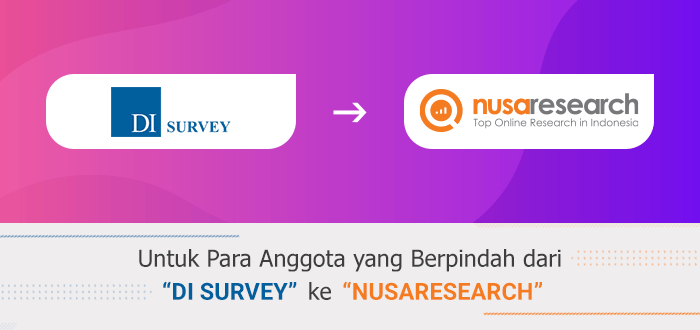 DI SURVEY
nusaresearch
Top Online Research in Indonesia
Untuk Para Anggota yang Berpindah dari
“DI SURVEY” ke “NUSARESEARCH”